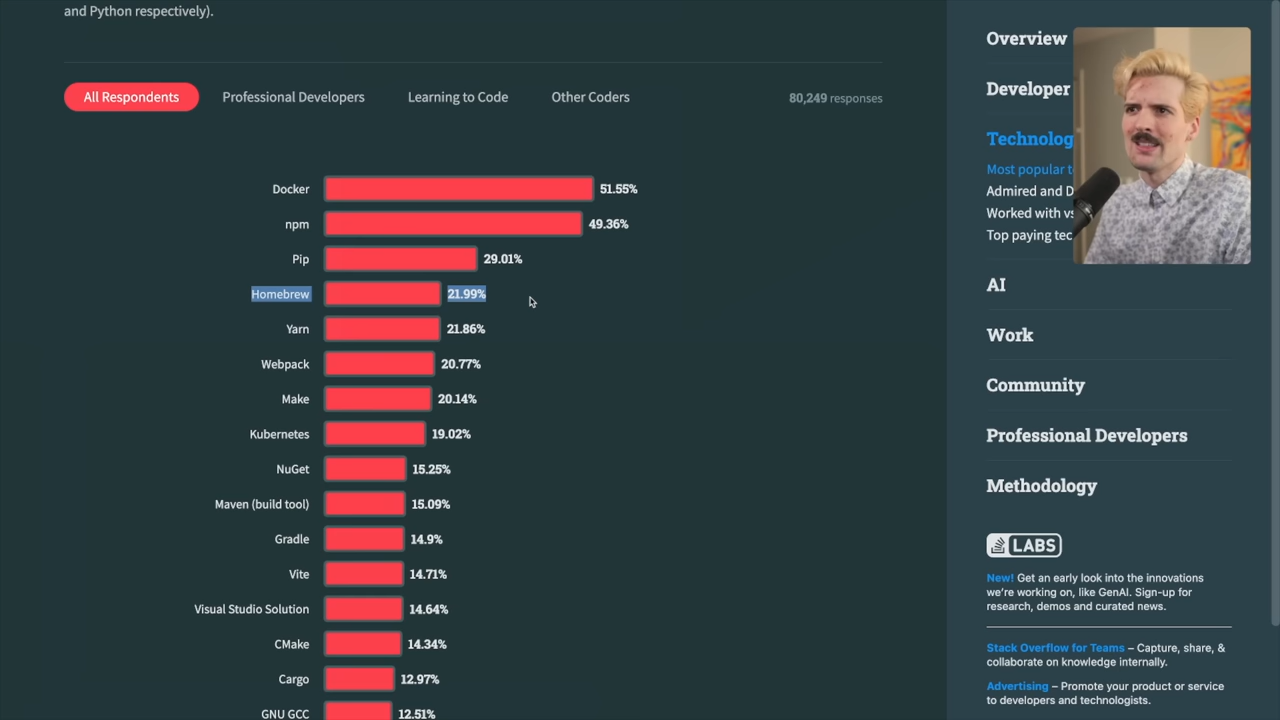 and Python respectively).
All Respondents
Professional Developers
Learning to Code
Other Coders
80,249 responses
Docker 51.55%
npm 49.36%
Pip 29.01%
Homebrew 21.99%
Yarn 21.86%
Webpack 20.77%
Make 20.14%
Kubernetes 19.02%
NuGet 15.25%
Maven (build tool) 15.09%
Gradle 14.9%
Vite 14.71%
Visual Studio Solution 14.64%
CMake 14.34%
Cargo 12.97%
GNU GCC 12.51%
Overview
Developer
Technolog
Most popular t
Admired and D
Worked with vs
Top paying tec
AI
Work
Community
Professional Developers
Methodology
LABS
New! Get an early look into the innovations
we're working on, like GenAI. Sign-up for
research, demos and curated news.
Stack Overflow for Teams – Capture, share, &
collaborate on knowledge internally.
Advertising – Promote your product or service
to developers and technologists.